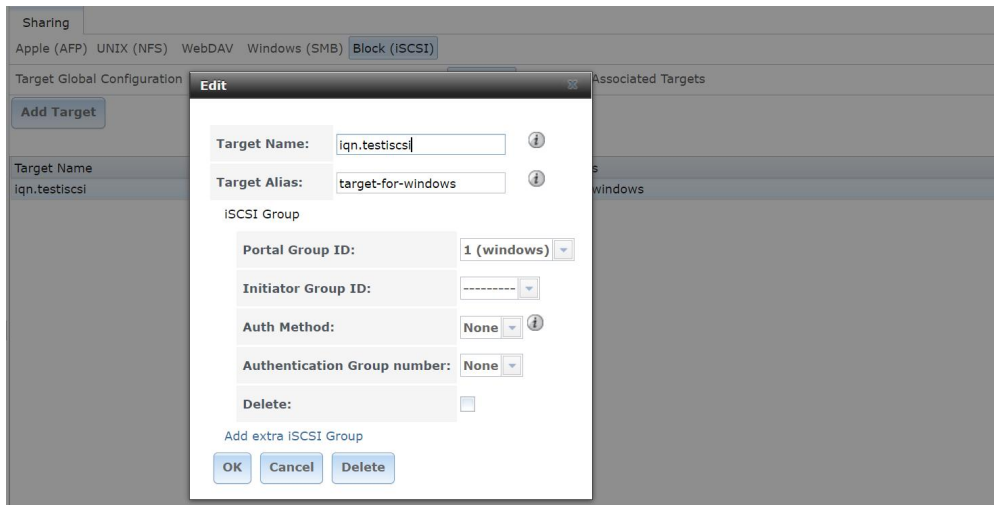 Sharing
Apple (AFP) UNIX (NFS) WebDAV Windows (SMB) Block (iSCSI)
Target Global Configuration Associated Targets
Edit
Add Target
Target Name: iqn.testiscsi
Target Name s
Target Alias: target-for-windows
iqn.testiscsi windows
iSCSI Group
Portal Group ID: 1 (windows)
Initiator Group ID: ---------
Auth Method: None
Authentication Group number: None
Delete:
Add extra iSCSI Group
OK Cancel Delete